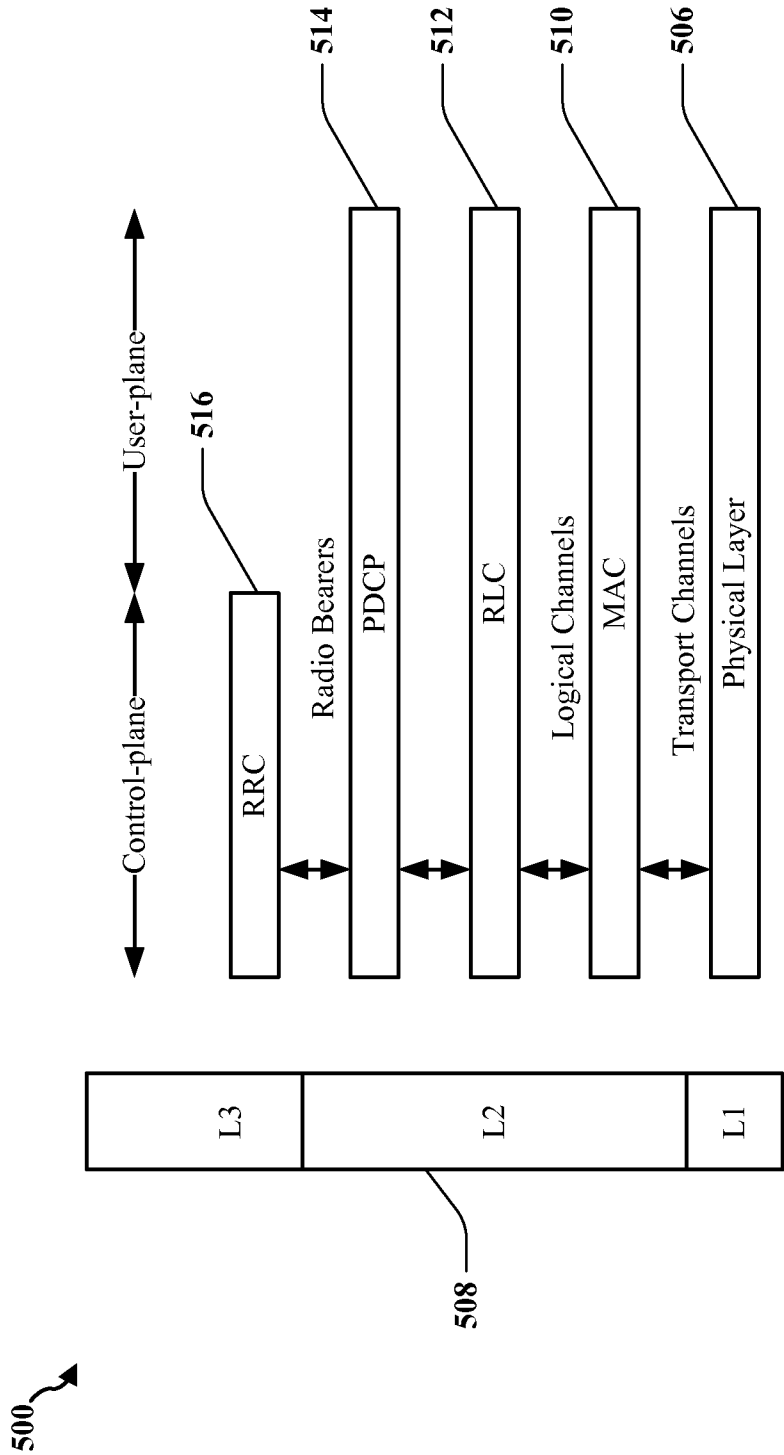 500
Control-plane
User-plane
516
RRC
Radio Bearers
514
PDCP
512
RLC
Logical Channels
510
MAC
Transport Channels
506
Physical Layer
L3
L2
L1
508